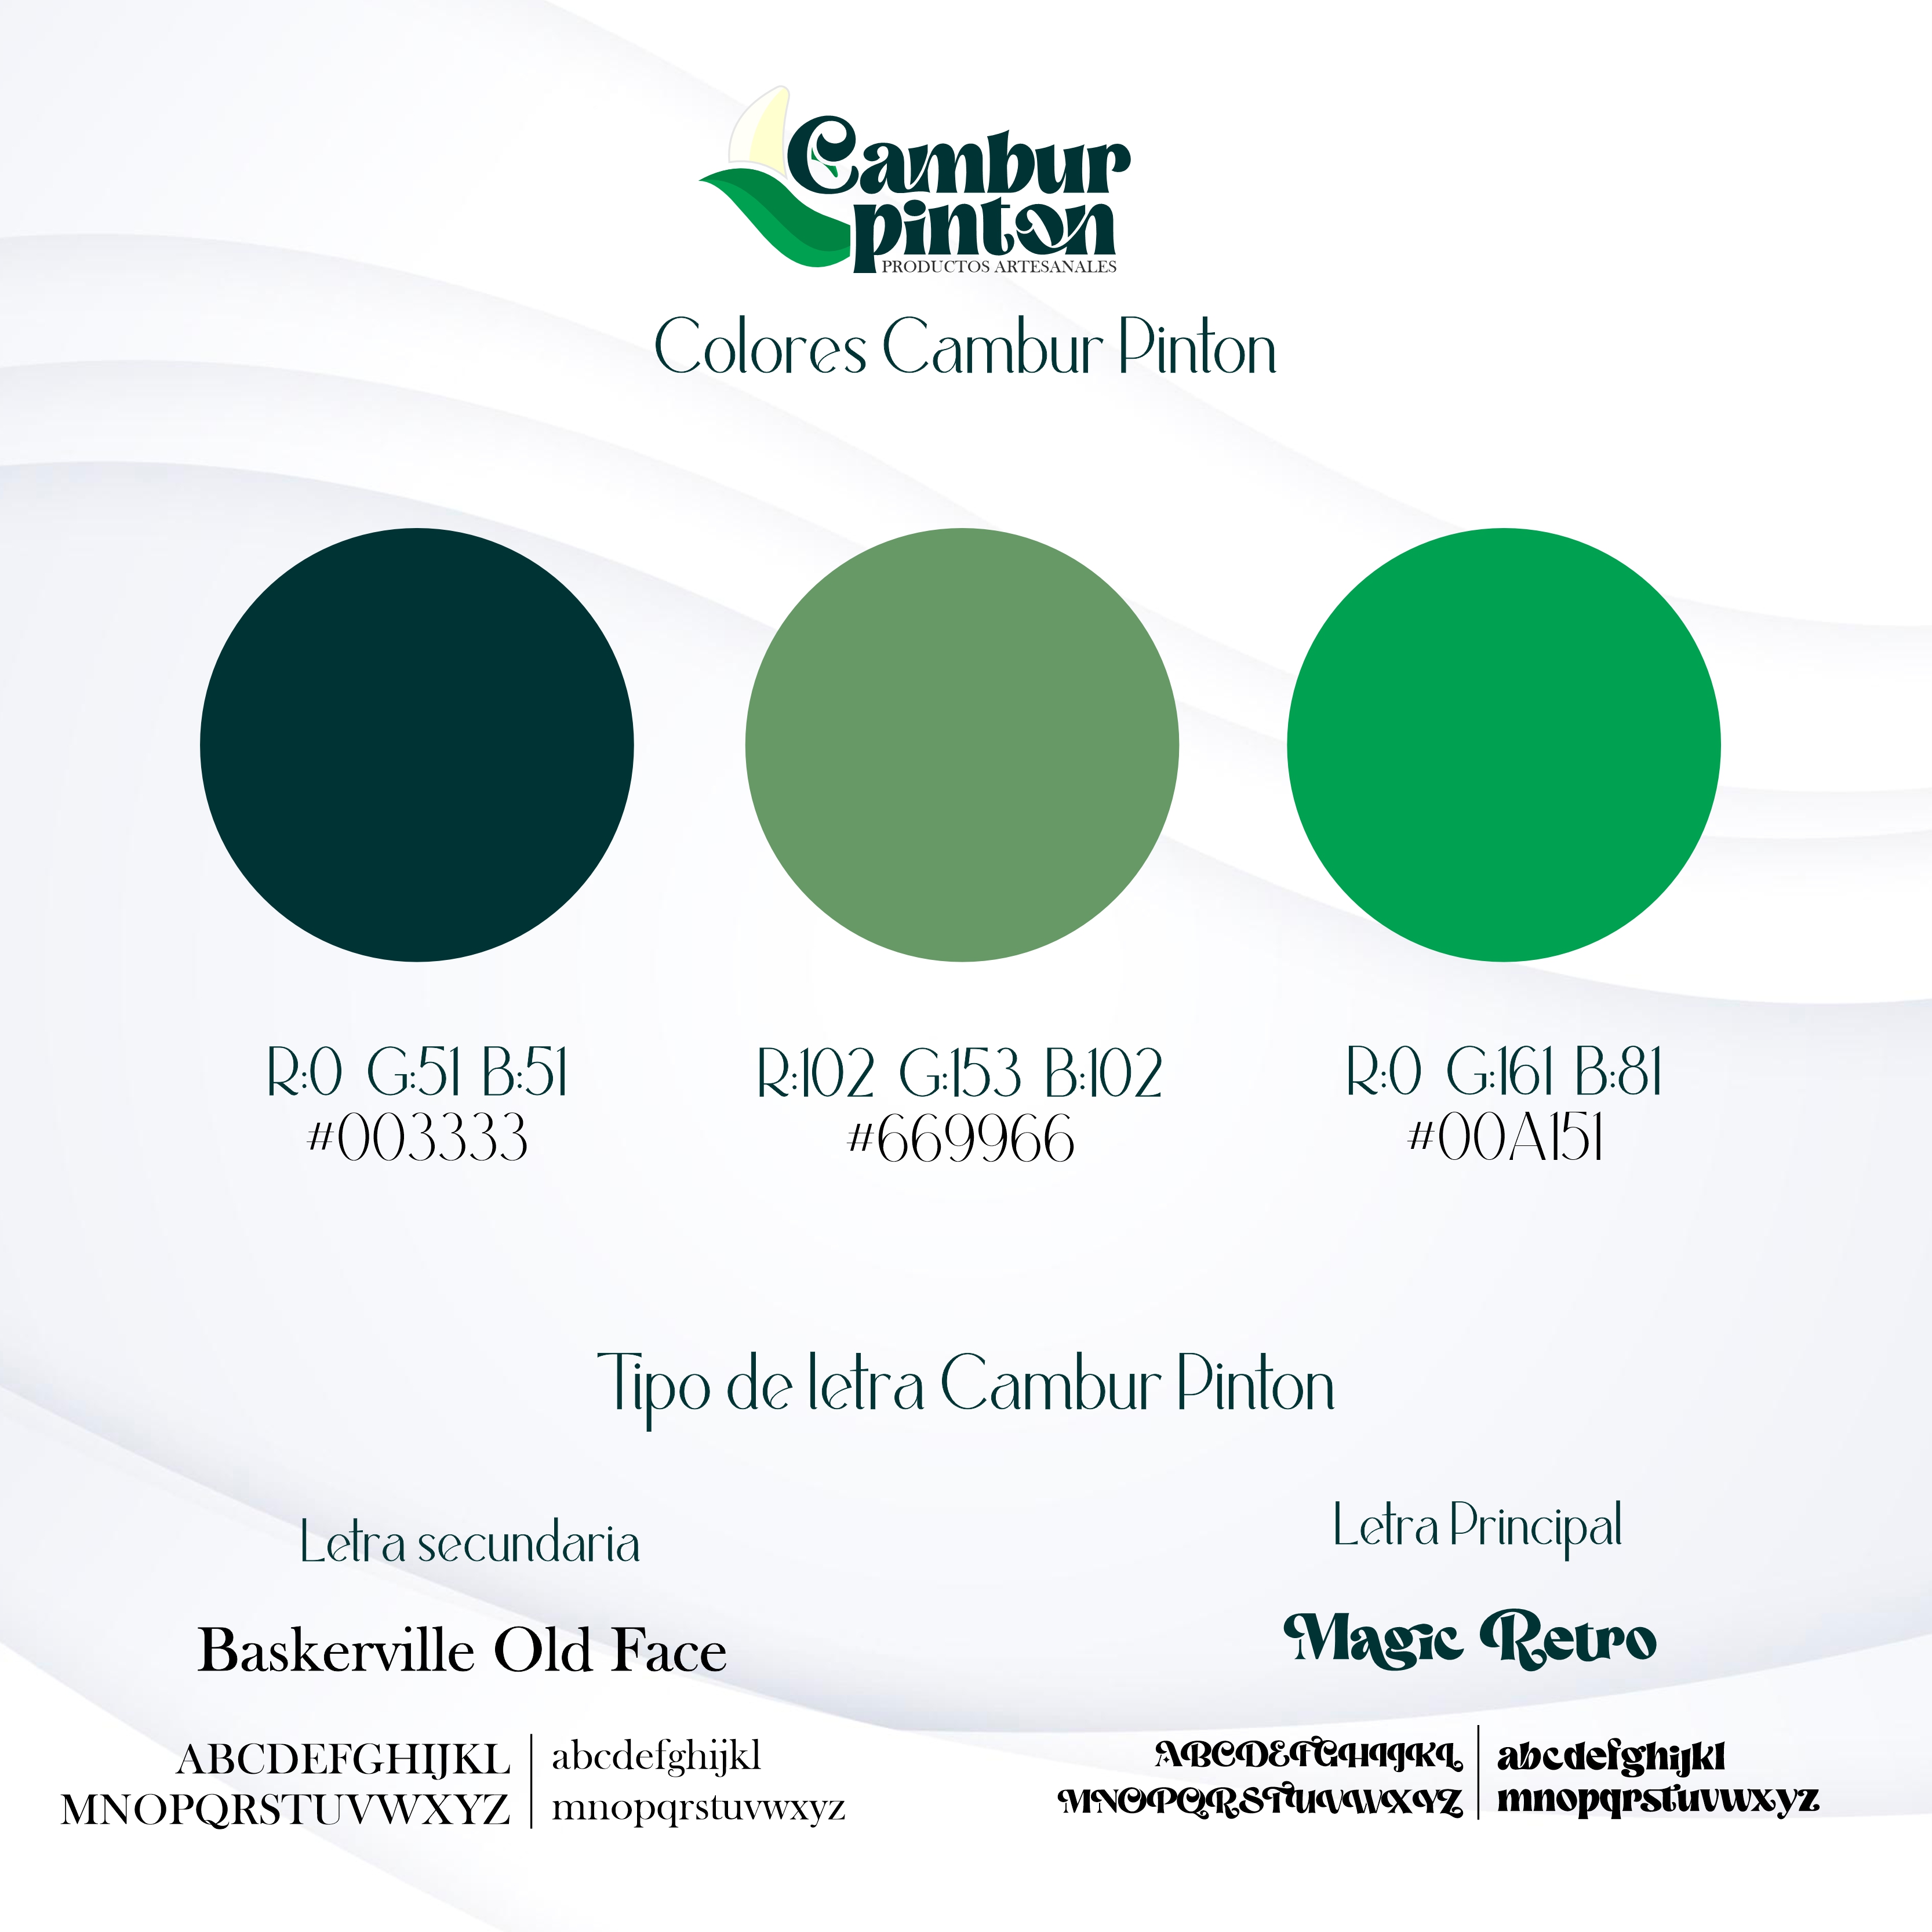 Cambur
pinton
PRODUCTOS ARTESANALES
Colores Cambur Pinton
R:0 G:51 B:51
#003333
R:102 G:153 B:102
#669966
R:0 G:161 B:81
#00A151
Tipo de letra Cambur Pinton
Letra secundaria
Baskerville Old Face
ABCDEFGHIJKL
MNOPQRSTUVWXYZ
abcdefghijkl
mnopqrstuvwxyz
Letra Principal
Magic Retro
ABCDEFGHIJKL
MNOPQRSTUVWXYZ
abcdefghijkl
mnopqrstuvwxyz